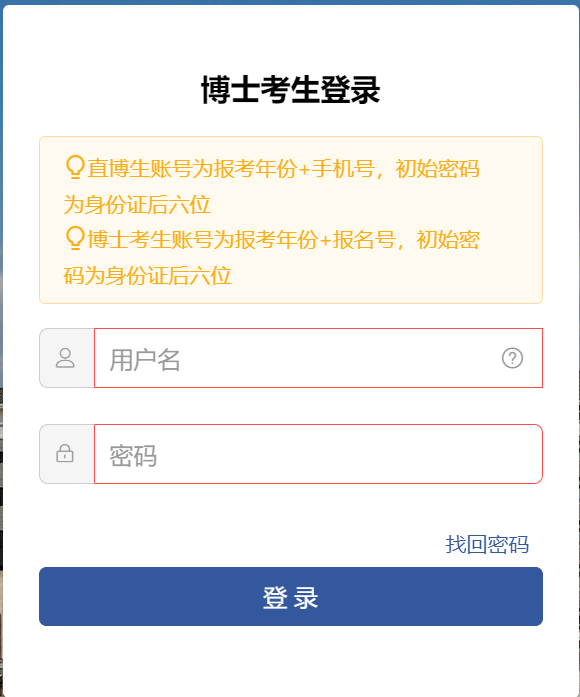 博士考生登录
直博生账号为报考年份+手机号，初始密码
为身份证后六位
博士考生账号为报考年份+报名号，初始密
码为身份证后六位
用户名
密码
找回密码
登录